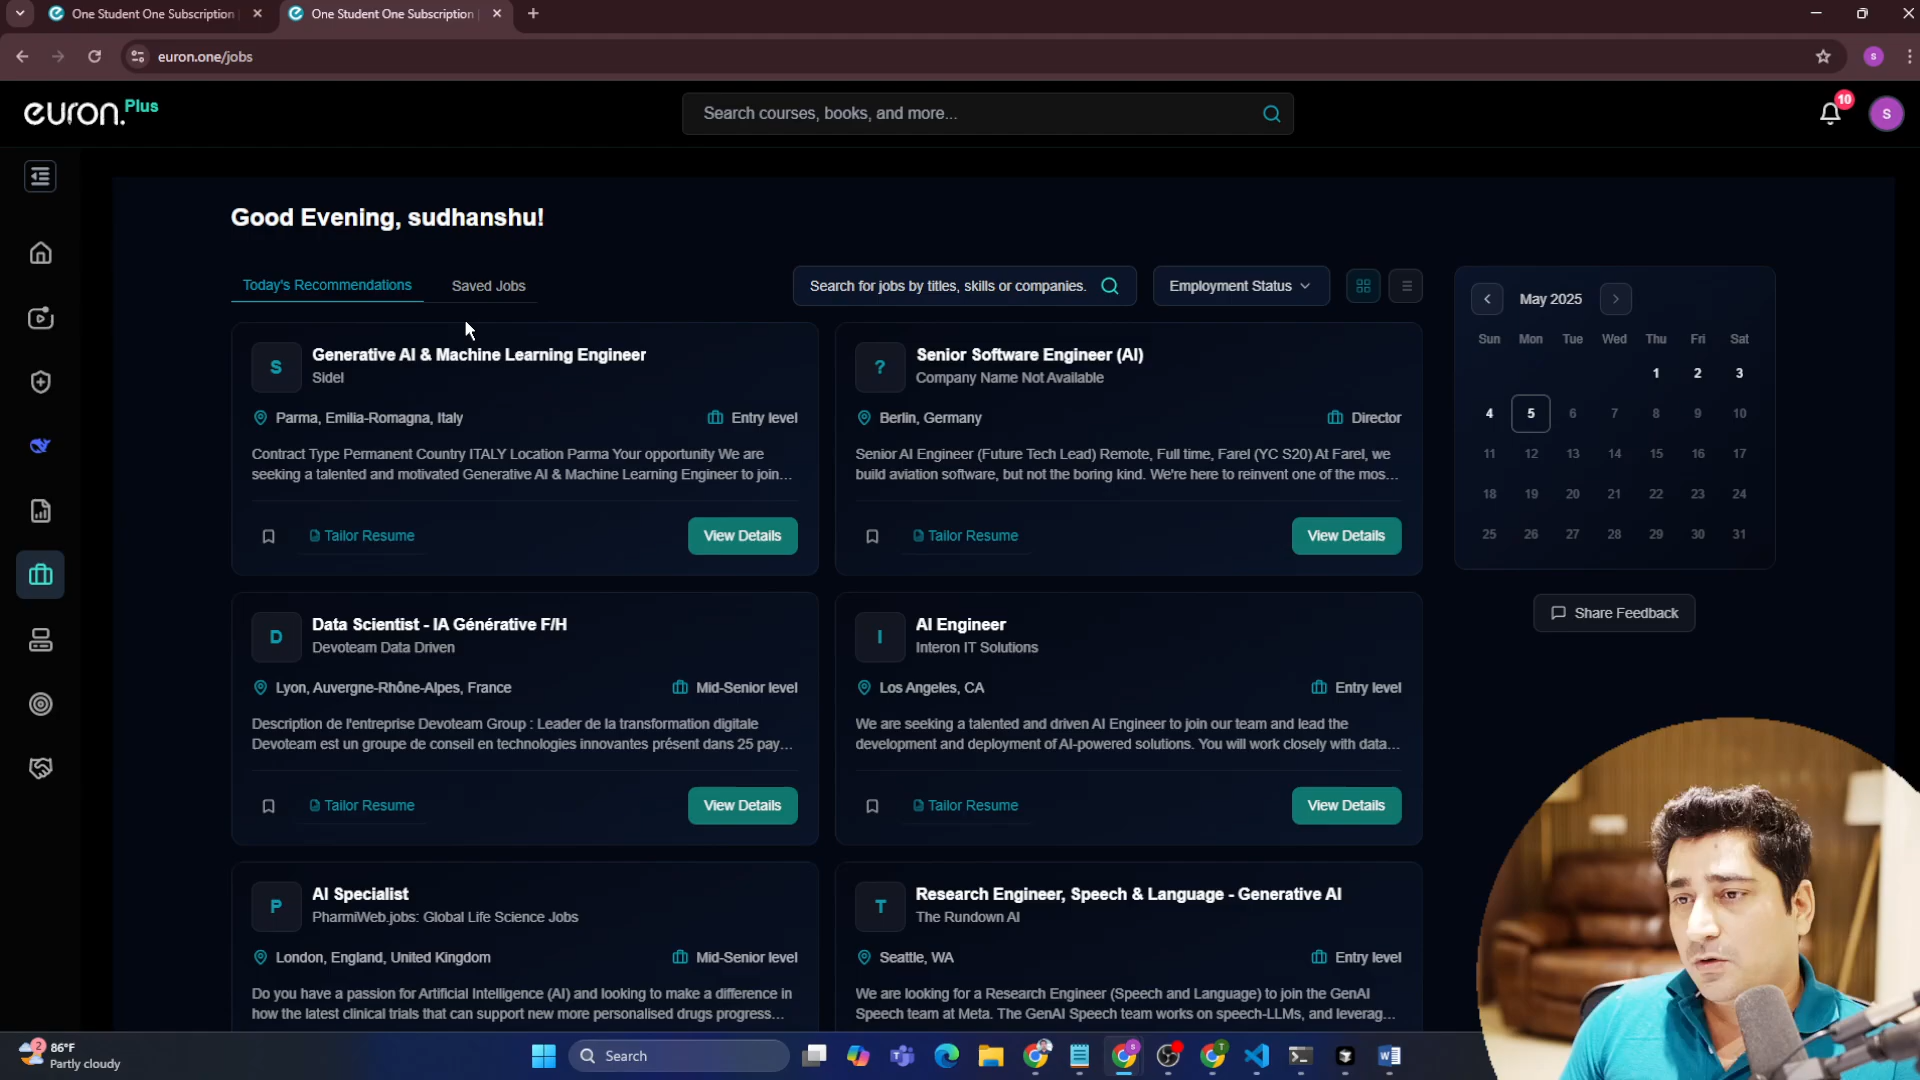 One Student One Subscription
One Student One Subscription
euron.one/jobs
euron.Plus
Search courses, books, and more...
10
S
Good Evening, sudhanshu!
Today's Recommendations
Saved Jobs
Search for jobs by titles, skills or companies.
Employment Status
S
Generative AI & Machine Learning Engineer
Sidel
Parma, Emilia-Romagna, Italy
Entry level
Contract Type Permanent Country ITALY Location Parma Your opportunity We are
seeking a talented and motivated Generative AI & Machine Learning Engineer to join...
Tailor Resume
View Details
?
Senior Software Engineer (AI)
Company Name Not Available
Berlin, Germany
Director
Senior AI Engineer (Future Tech Lead) Remote, Full time, Farel (YC S20) At Farel, we
build aviation software, but not the boring kind. We're here to reinvent one of the mos...
Tailor Resume
View Details
D
Data Scientist - IA Générative F/H
Devoteam Data Driven
Lyon, Auvergne-Rhône-Alpes, France
Mid-Senior level
Description de l'entreprise Devoteam Group : Leader de la transformation digitale
Devoteam est un groupe de conseil en technologies innovantes présent dans 25 pay...
Tailor Resume
View Details
I
AI Engineer
Interon IT Solutions
Los Angeles, CA
Entry level
We are seeking a talented and driven AI Engineer to join our team and lead the
development and deployment of AI-powered solutions. You will work closely with data...
Tailor Resume
View Details
P
AI Specialist
PharmiWeb.jobs: Global Life Science Jobs
London, England, United Kingdom
Mid-Senior level
Do you have a passion for Artificial Intelligence (AI) and looking to make a difference in
how the latest clinical trials that can support new more personalised drugs progress...
T
Research Engineer, Speech & Language - Generative AI
The Rundown AI
Seattle, WA
Entry level
We are looking for a Research Engineer (Speech and Language) to join the GenAI
Speech team at Meta. The GenAI Speech team works on speech-LLMs, and leverag...
May 2025
Sun Mon Tue Wed Thu Fri Sat
1 2 3
4 5 6 7 8 9 10
11 12 13 14 15 16 17
18 19 20 21 22 23 24
25 26 27 28 29 30 31
Share Feedback
2
86°F
Partly cloudy
Search